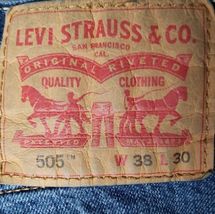 LEVI STRAUSS & CO.
SAN FRANCISCO
CAL.
ORIGINAL RIVETED
QUALITY CLOTHING
PATENTED
505™ W 38 L 30